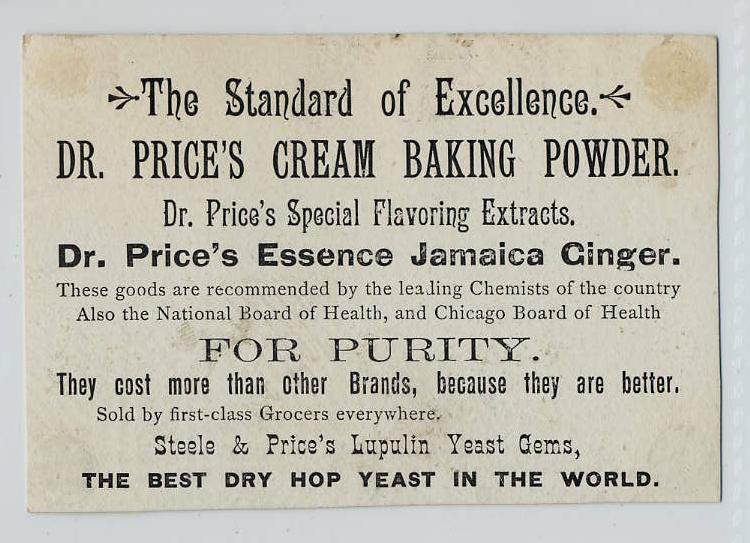 The Standard of Excellence.
DR. PRICE'S CREAM BAKING POWDER.
Dr. Price's Special Flavoring Extracts.
Dr. Price's Essence Jamaica Ginger.
These goods are recommended by the leading Chemists of the country
Also the National Board of Health, and Chicago Board of Health
FOR PURITY.
They cost more than other Brands, because they are better.
Sold by first-class Grocers everywhere.
Steele & Price's Lupulin Yeast Gems,
THE BEST DRY HOP YEAST IN THE WORLD.